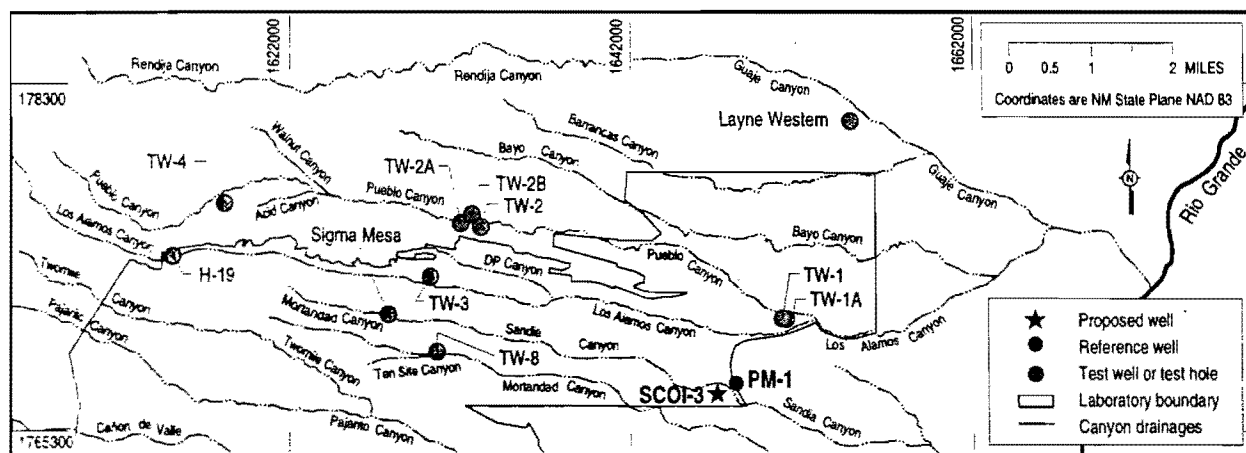 1622000
1642000
1662000
Rendija Canyon
Rendija Canyon
Guaje Canyon
0 0.5 1 2 MILES
Coordinates are NM State Plane NAD 83
178300
Layne Western
Barrancas Canyon
Walnut Canyon
Bayo Canyon
TW-4
TW-2A
TW-2B
TW-2
Pueblo Canyon
Acid Canyon
Pueblo Canyon
Guaje Canyon
Rio Grande
N
Los Alamos Canyon
Sigma Mesa
Bayo Canyon
Pueblo Canyon
DP Canyon
H-19
TW-3
TW-1
TW-1A
Twomile Canyon
Pajarito Canyon
Mortandad Canyon
Sandia Canyon
Los Alamos Canyon
Los Alamos Canyon
TW-8
Ten Site Canyon
Twomile Canyon
Mortandad Canyon
SCOI-3
PM-1
Sandia Canyon
Pajarito Canyon
Cañon de Valle
1765300
Proposed well
Reference well
Test well or test hole
Laboratory boundary
Canyon drainages